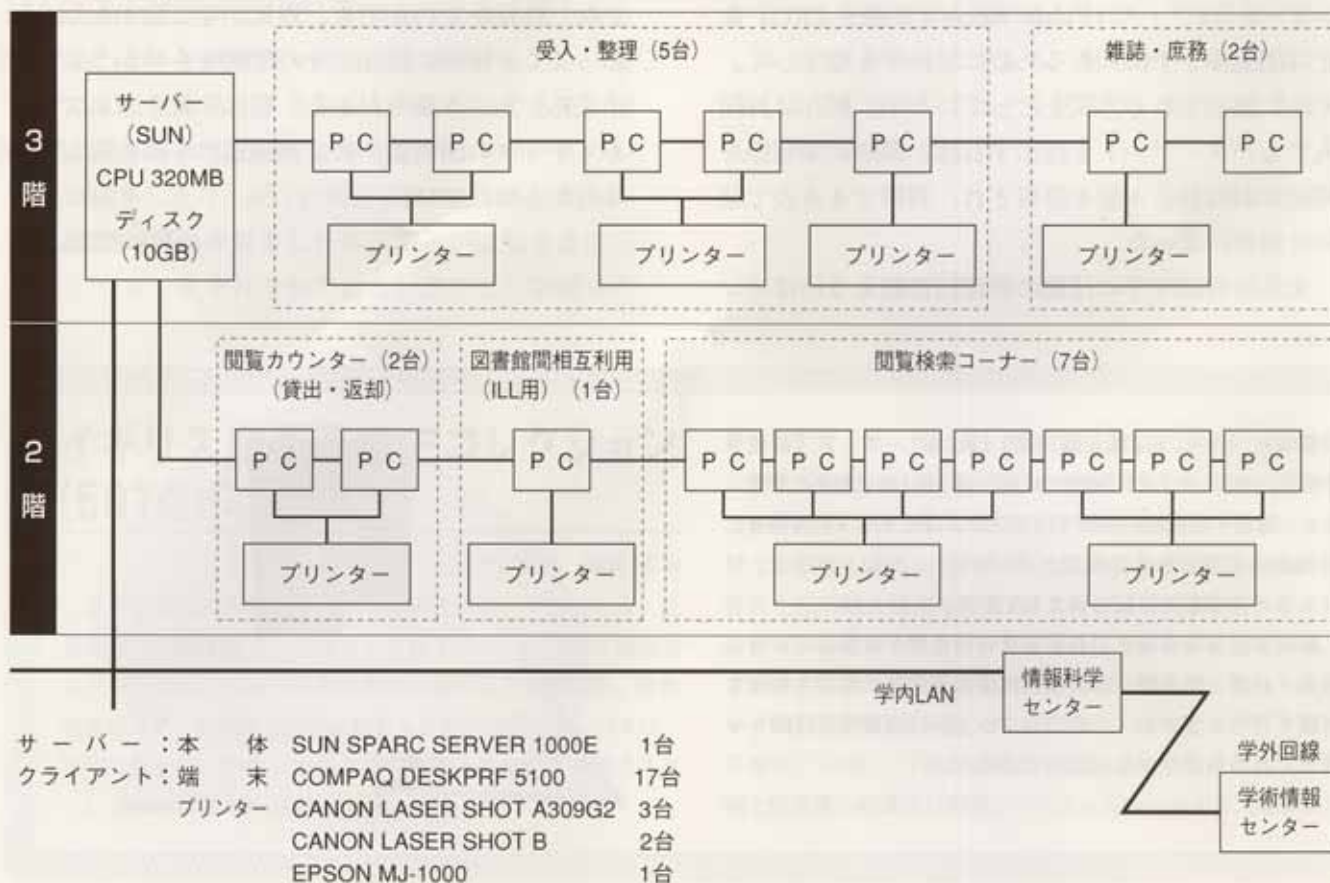 3階
受入・整理（5台）
雑誌・庶務（2台）
サーバー
（SUN）
CPU 320MB
ディスク
（10GB）
ＰＣ ＰＣ ＰＣ ＰＣ ＰＣ ＰＣ ＰＣ
プリンター プリンター プリンター プリンター
2階
閲覧カウンター（2台）
（貸出・返却）
図書館間相互利用
（ILL用）（1台）
閲覧検索コーナー（7台）
ＰＣ ＰＣ ＰＣ ＰＣ ＰＣ ＰＣ ＰＣ ＰＣ ＰＣ ＰＣ
プリンター プリンター プリンター プリンター
学内LAN
情報科学
センター
学外回線
学術情報
センター
サーバー：本体 SUN SPARC SERVER 1000E 1台
クライアント：端末 COMPAQ DESKPRF 5100 17台
プリンター CANON LASER SHOT A309G2 3台
CANON LASER SHOT B 2台
EPSON MJ-1000 1台